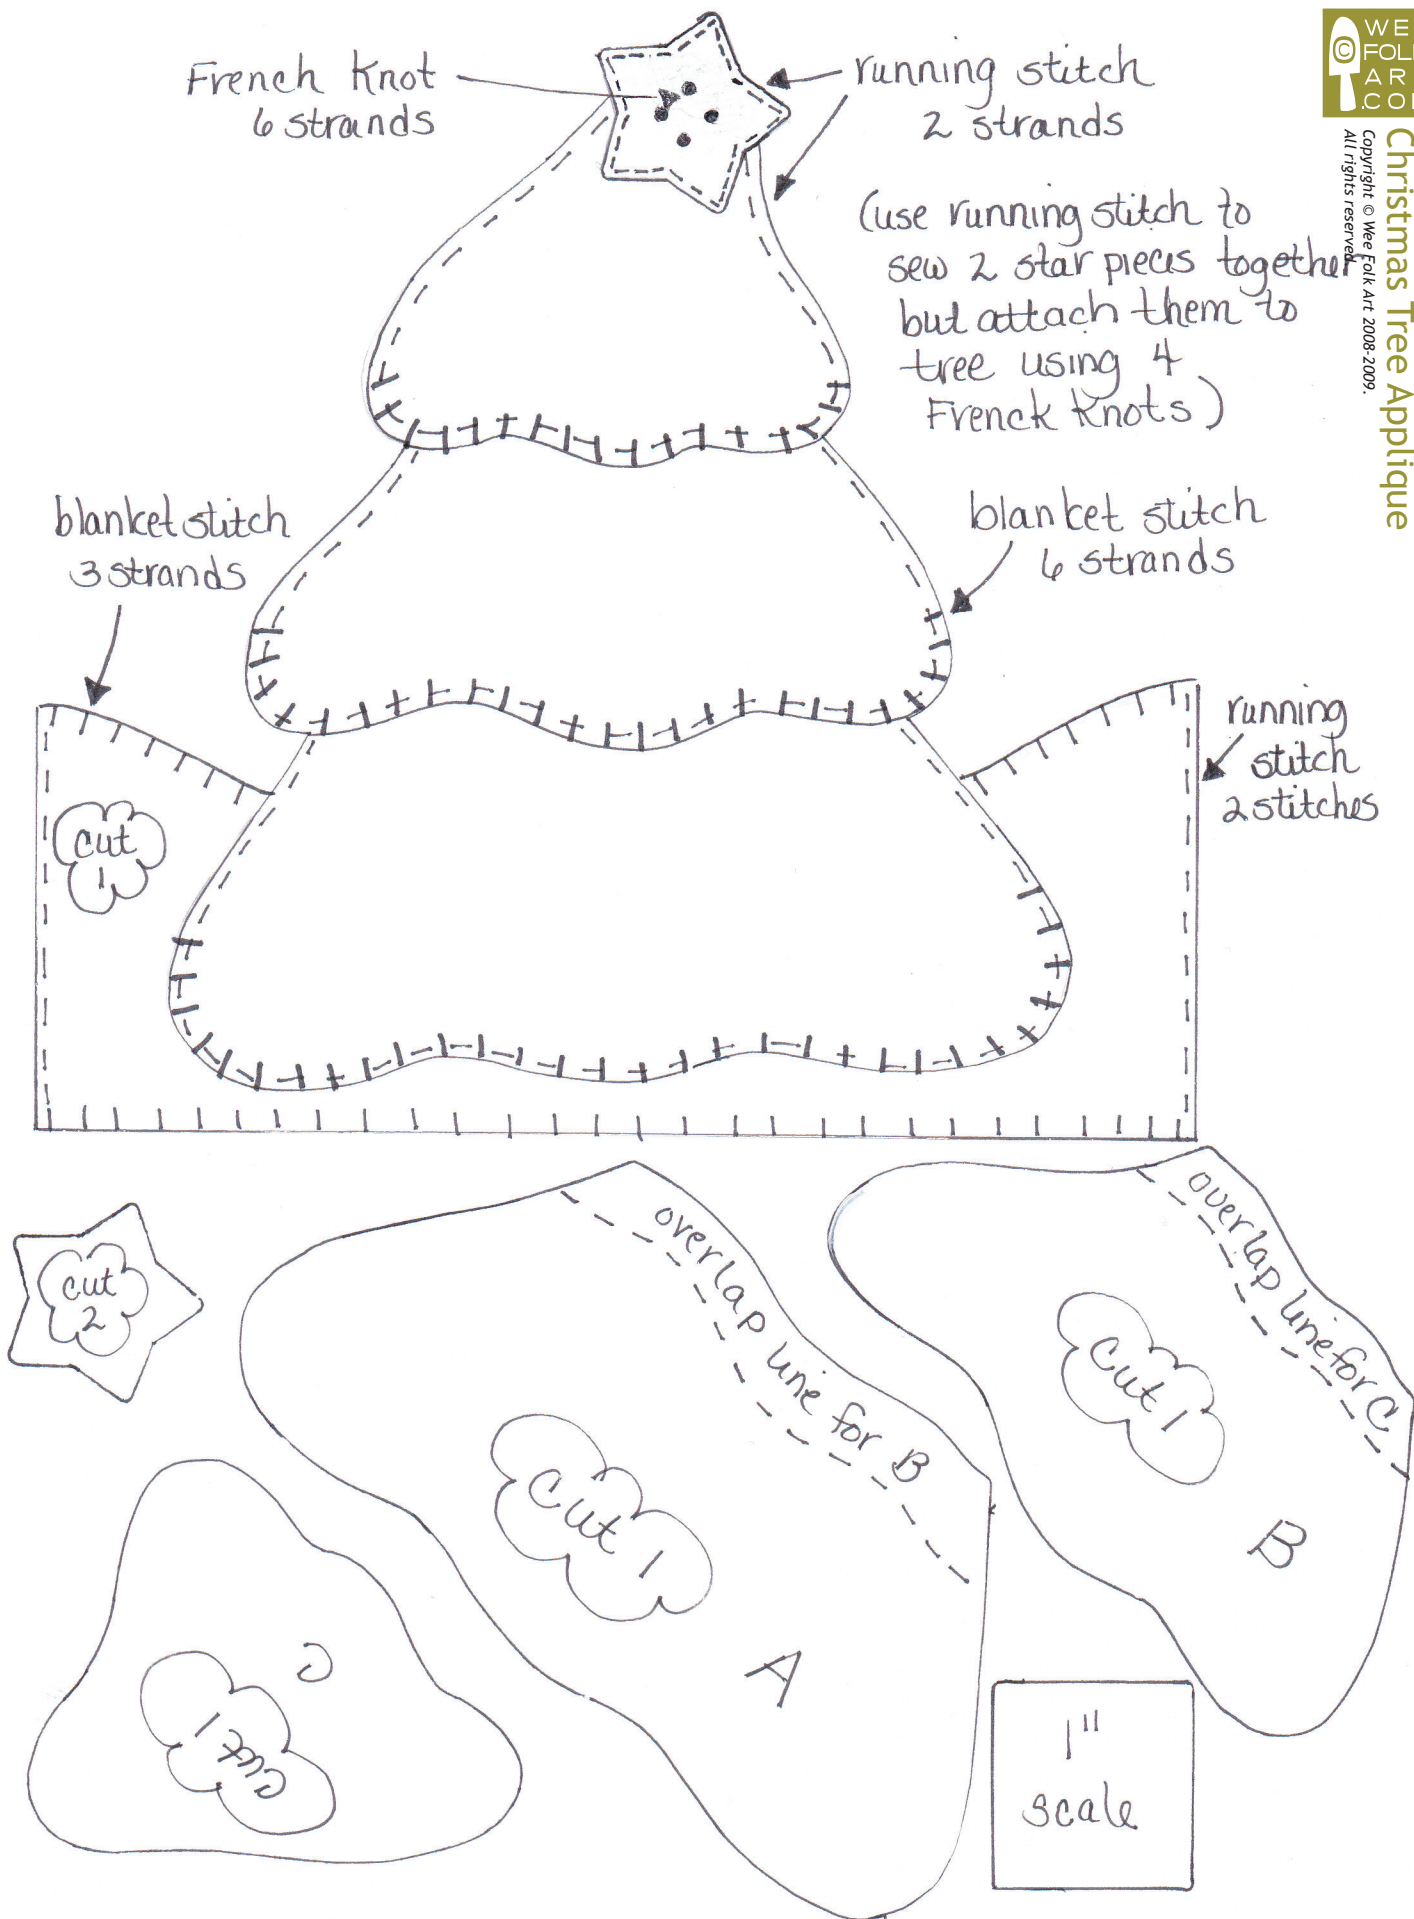 French Knot
6 strands
running stitch
2 strands
(use running stitch to
sew 2 star pieces together
but attach them to
tree using 4
Frenck Knots)
blanket stitch
3 strands
blanket stitch
6 strands
running
stitch
2 stitches
cut
1
cut
2
overlap line for B
cut 1
A
overlap line for C
cut 1
B
C
cut 1
1"
scale
WE
FOL
AR
.CO
©
Christmas Tree Applique
Copyright © Wee Folk Art 2008-2009.
All rights reserved.